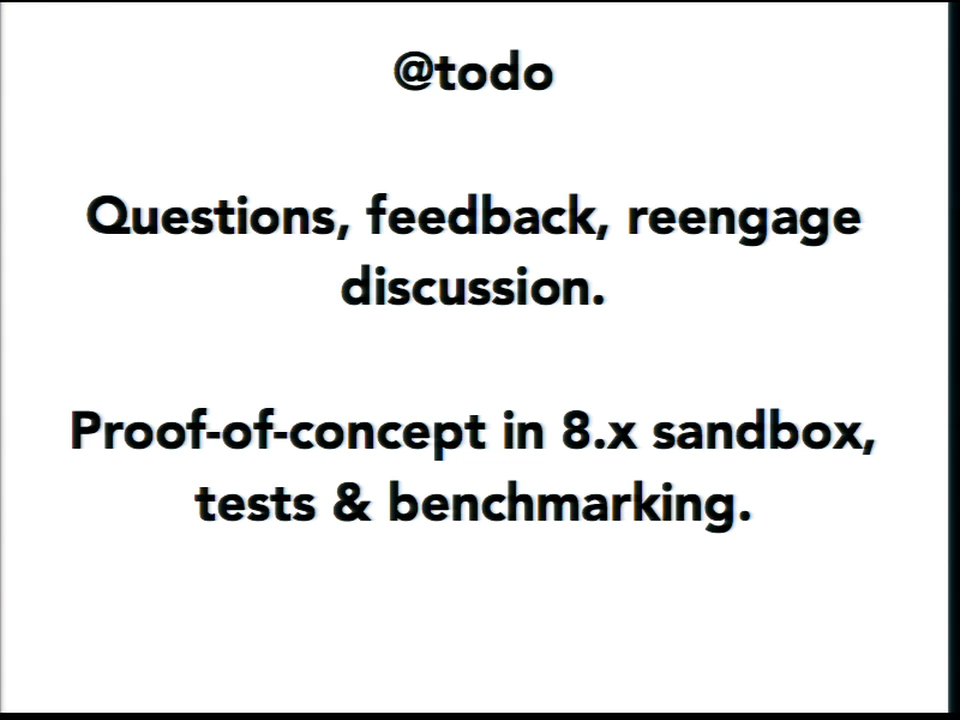 @todo
Questions, feedback, reengage
discussion.
Proof-of-concept in 8.x sandbox,
tests & benchmarking.